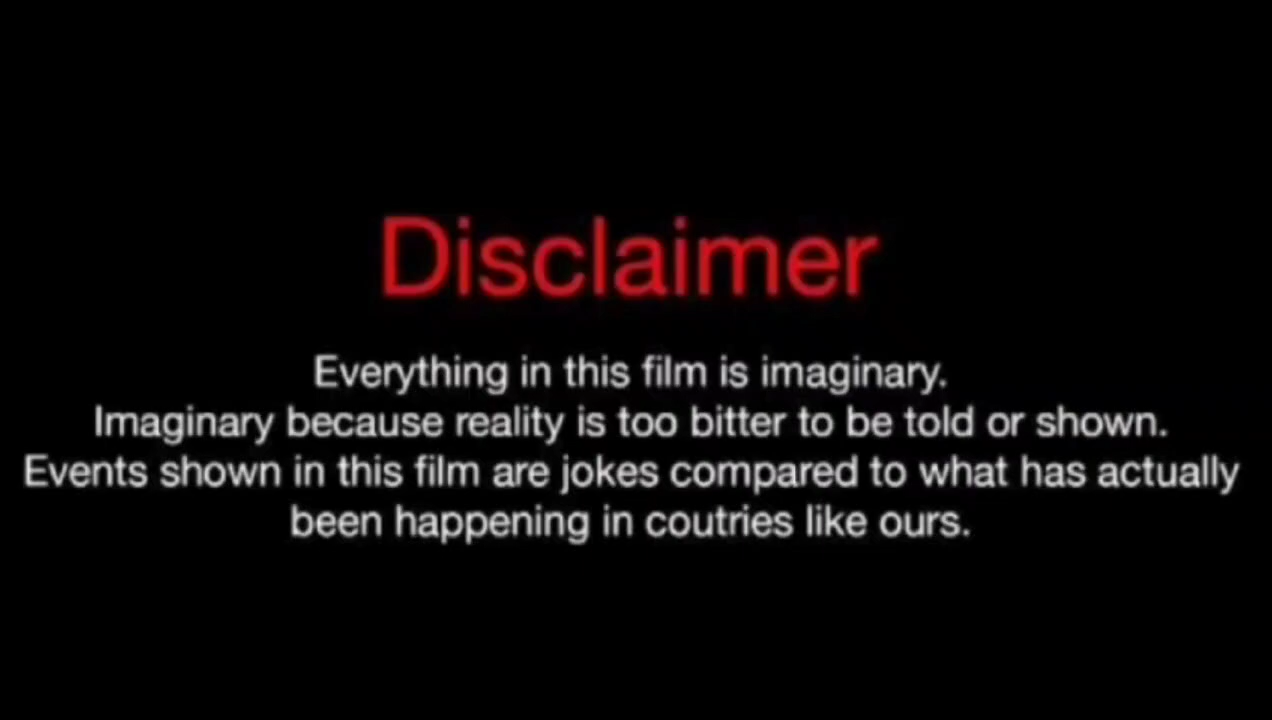 Disclaimer
Everything in this film is imaginary.
Imaginary because reality is too bitter to be told or shown.
Events shown in this film are jokes compared to what has actually
been happening in coutries like ours.